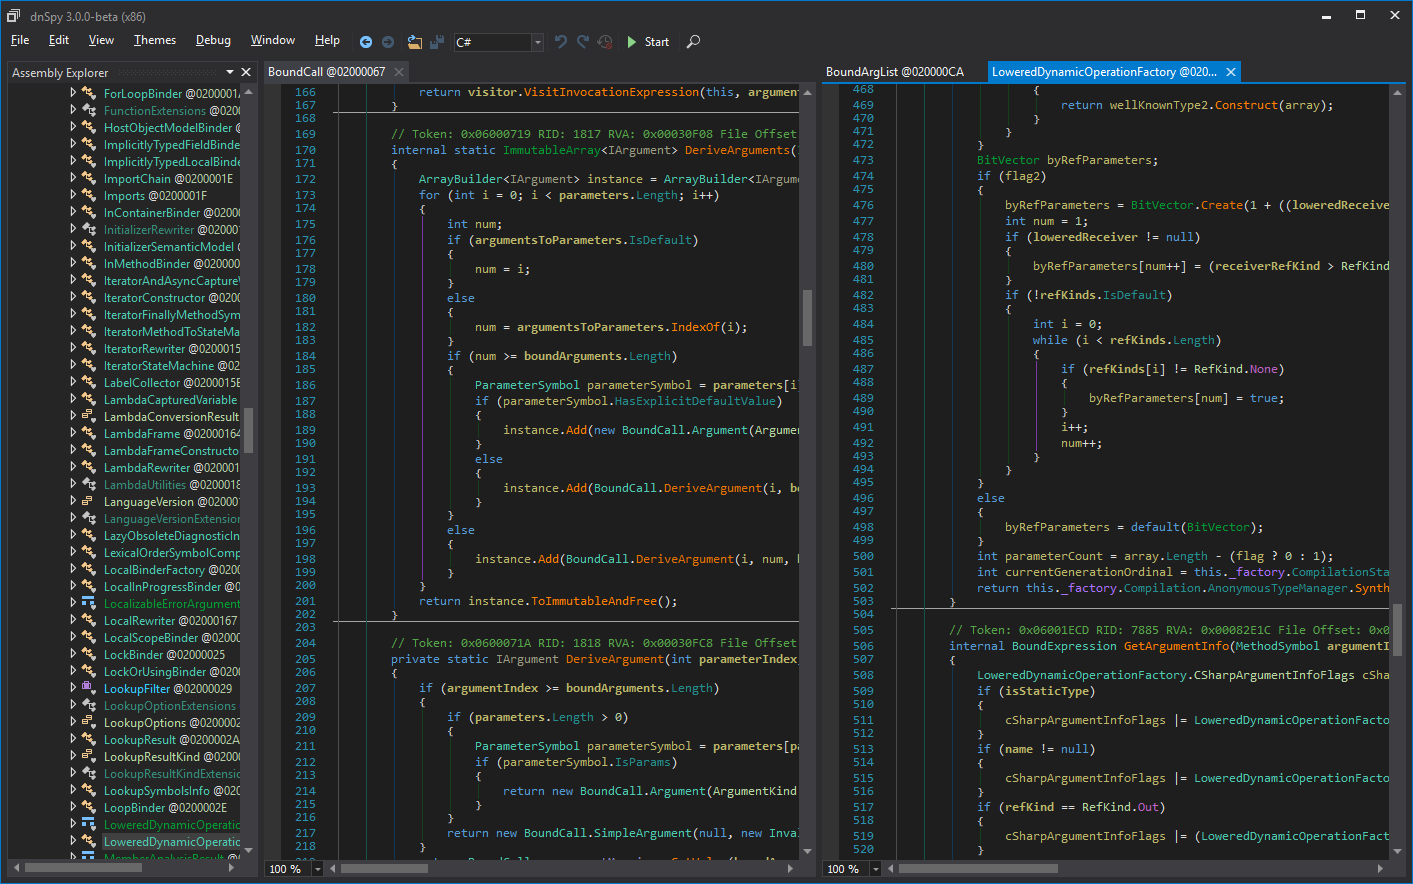 dnSpy 3.0.0-beta (x86)
File Edit View Themes Debug Window Help C# Start
Assembly Explorer
ForLoopBinder @0200001
FunctionExtensions @0200
HostObjectModelBinder @
ImplicitlyTypedFieldBinde
ImplicitlyTypedLocalBinde
ImportChain @0200001E
Imports @0200001F
InContainerBinder @02000
InitializerRewriter @02000
InitializerSemanticModel @
InMethodBinder @020000
IteratorAndAsyncCapture
IteratorConstructor @0200
IteratorFinallyMethodSym
IteratorMethodToStateMa
IteratorRewriter @0200015
IteratorStateMachine @02
LabelCollector @0200015E
LambdaCapturedVariable
LambdaConversionResult
LambdaFrame @02000164
LambdaFrameConstructo
LambdaRewriter @020001
LambdaUtilities @0200018
LanguageVersion @02000
LanguageVersionExtension
LazyObsoleteDiagnosticIn
LexicalOrderSymbolComp
LocalBinderFactory @0200
LocalInProgressBinder @0
LocalizableErrorArgument
LocalRewriter @02000167
LocalScopeBinder @02000
LockBinder @02000025
LockOrUsingBinder @0200
LookupFilter @02000029
LookupOptionExtensions
LookupOptions @0200002
LookupResult @0200002A
LookupResultKind @02000
LookupResultKindExtensio
LookupSymbolsInfo @020
LoopBinder @0200002E
LoweredDynamicOperatio
LoweredDynamicOperatio
MemberAnalysisResult @0
BoundCall @02000067
166 return visitor.VisitInvocationExpression(this, argument
167 }
168
169 // Token: 0x06000719 RID: 1817 RVA: 0x00030F08 File Offset
170 internal static ImmutableArray<IArgument> DeriveArguments(
171 {
172 ArrayBuilder<IArgument> instance = ArrayBuilder<IArgume
173 for (int i = 0; i < parameters.Length; i++)
174 {
175 int num;
176 if (argumentsToParameters.IsDefault)
177 {
178 num = i;
179 }
180 else
181 {
182 num = argumentsToParameters.IndexOf(i);
183 }
184 if (num >= boundArguments.Length)
185 {
186 ParameterSymbol parameterSymbol = parameters[i
187 if (parameterSymbol.HasExplicitDefaultValue)
188 {
189 instance.Add(new BoundCall.Argument(Argume
190 }
191 else
192 {
193 instance.Add(BoundCall.DeriveArgument(i, bo
194 }
195 }
196 else
197 {
198 instance.Add(BoundCall.DeriveArgument(i, num,
199 }
200 }
201 return instance.ToImmutableAndFree();
202 }
203
204 // Token: 0x0600071A RID: 1818 RVA: 0x00030FC8 File Offset
205 private static IArgument DeriveArgument(int parameterIndex
206 {
207 if (argumentIndex >= boundArguments.Length)
208 {
209 if (parameters.Length > 0)
210 {
211 ParameterSymbol parameterSymbol = parameters[pa
212 if (parameterSymbol.IsParams)
213 {
214 return new BoundCall.Argument(ArgumentKind
215 }
216 }
217 return new BoundCall.SimpleArgument(null, new Inva
218 }
100 %
BoundArgList @020000CA LoweredDynamicOperationFactory @020...
468 {
469 return wellKnownType2.Construct(array);
470 }
471 }
472 }
473 BitVector byRefParameters;
474 if (flag2)
475 {
476 byRefParameters = BitVector.Create(1 + ((loweredReceive
477 int num = 1;
478 if (loweredReceiver != null)
479 {
480 byRefParameters[num++] = (receiverRefKind > RefKind
481 }
482 if (!refKinds.IsDefault)
483 {
484 int i = 0;
485 while (i < refKinds.Length)
486 {
487 if (refKinds[i] != RefKind.None)
488 {
489 byRefParameters[num] = true;
490 }
491 i++;
492 num++;
493 }
494 }
495 }
496 else
497 {
498 byRefParameters = default(BitVector);
499 }
500 int parameterCount = array.Length - (flag ? 0 : 1);
501 int currentGenerationOrdinal = this._factory.CompilationSta
502 return this._factory.Compilation.AnonymousTypeManager.Synth
503 }
504
505 // Token: 0x06001ECD RID: 7885 RVA: 0x00082E1C File Offset: 0x0
506 internal BoundExpression GetArgumentInfo(MethodSymbol argumentI
507 {
508 LoweredDynamicOperationFactory.CSharpArgumentInfoFlags cSha
509 if (isStaticType)
510 {
511 cSharpArgumentInfoFlags |= LoweredDynamicOperationFacto
512 }
513 if (name != null)
514 {
515 cSharpArgumentInfoFlags |= LoweredDynamicOperationFacto
516 }
517 if (refKind == RefKind.Out)
518 {
519 cSharpArgumentInfoFlags |= (LoweredDynamicOperationFact
520 }
100 %